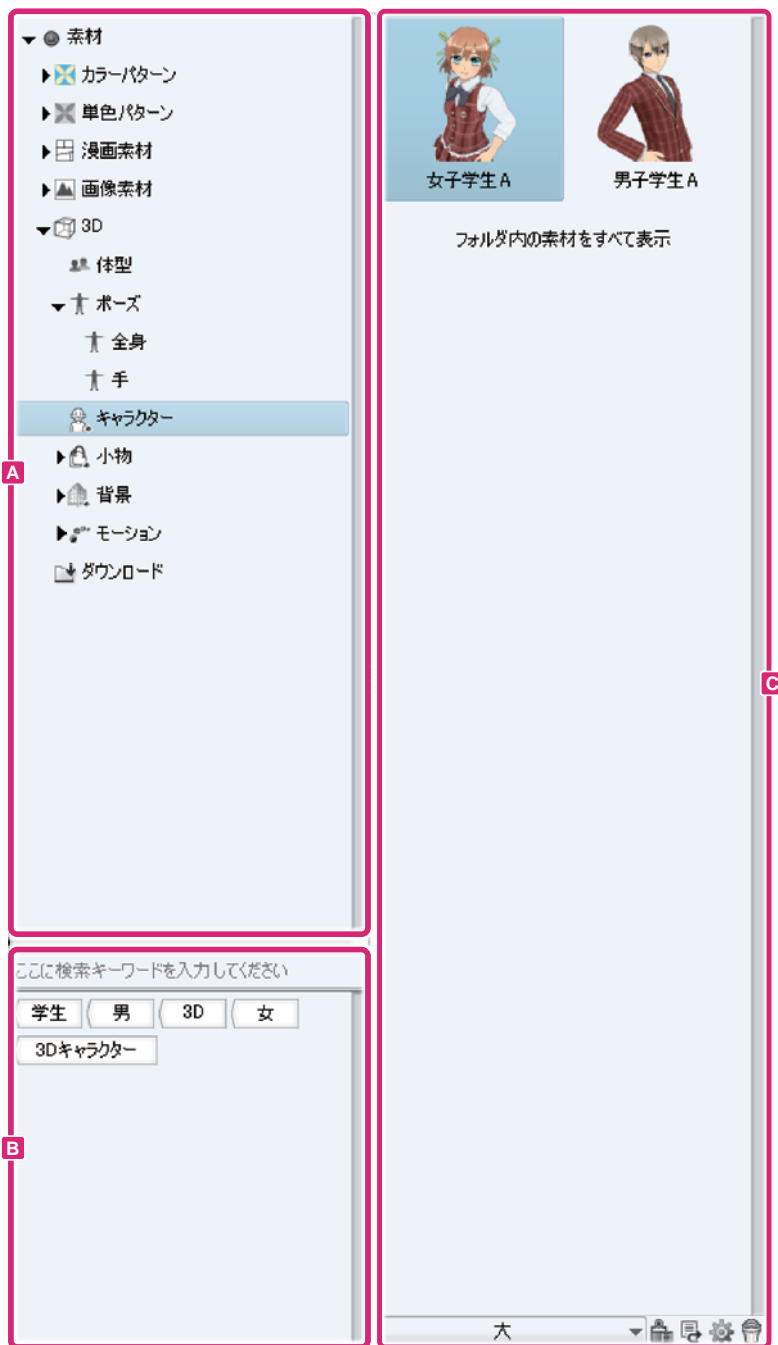 素材
カラーパターン
単色パターン
漫画素材
画像素材
3D
体型
ポーズ
全身
手
キャラクター
小物
背景
モーション
ダウンロード
A
ここに検索キーワードを入力してください
学生 男 3D 女
3Dキャラクター
B
女子学生A 男子学生A
フォルダ内の素材をすべて表示
C
大